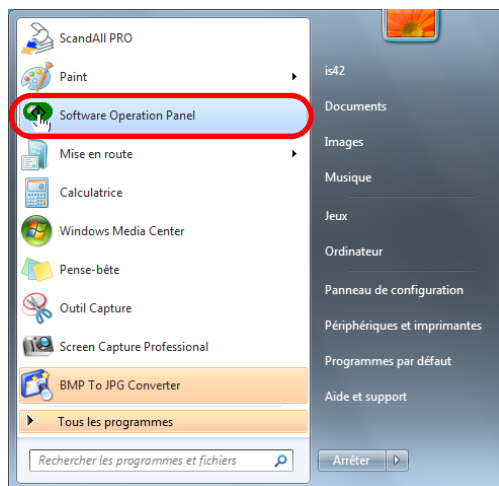 ScandAll PRO
Paint
Software Operation Panel
Mise en route
Calculatrice
Windows Media Center
Pense-bête
Outil Capture
Screen Capture Professional
BMP To JPG Converter
Tous les programmes
Rechercher les programmes et fichiers
is42
Documents
Images
Musique
Jeux
Ordinateur
Panneau de configuration
Périphériques et imprimantes
Programmes par défaut
Aide et support
Arrêter